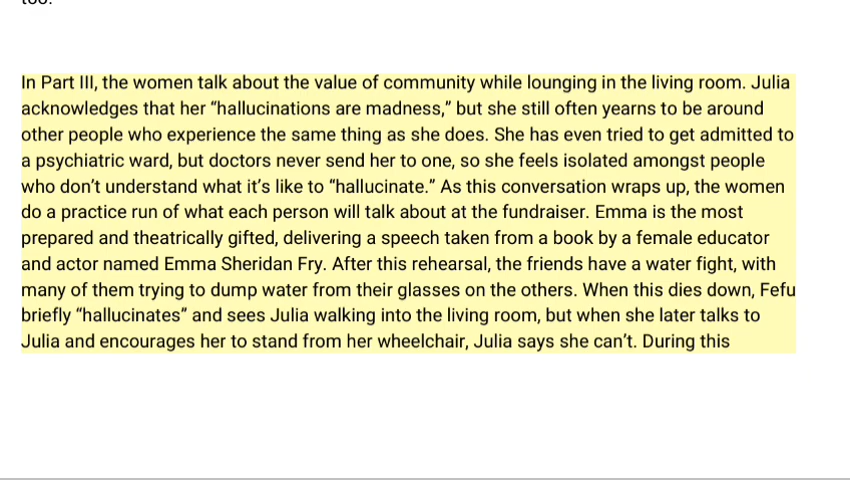 too.
In Part III, the women talk about the value of community while lounging in the living room. Julia
acknowledges that her “hallucinations are madness,” but she still often yearns to be around
other people who experience the same thing as she does. She has even tried to get admitted to
a psychiatric ward, but doctors never send her to one, so she feels isolated amongst people
who don’t understand what it’s like to “hallucinate.” As this conversation wraps up, the women
do a practice run of what each person will talk about at the fundraiser. Emma is the most
prepared and theatrically gifted, delivering a speech taken from a book by a female educator
and actor named Emma Sheridan Fry. After this rehearsal, the friends have a water fight, with
many of them trying to dump water from their glasses on the others. When this dies down, Fefu
briefly “hallucinates” and sees Julia walking into the living room, but when she later talks to
Julia and encourages her to stand from her wheelchair, Julia says she can’t. During this